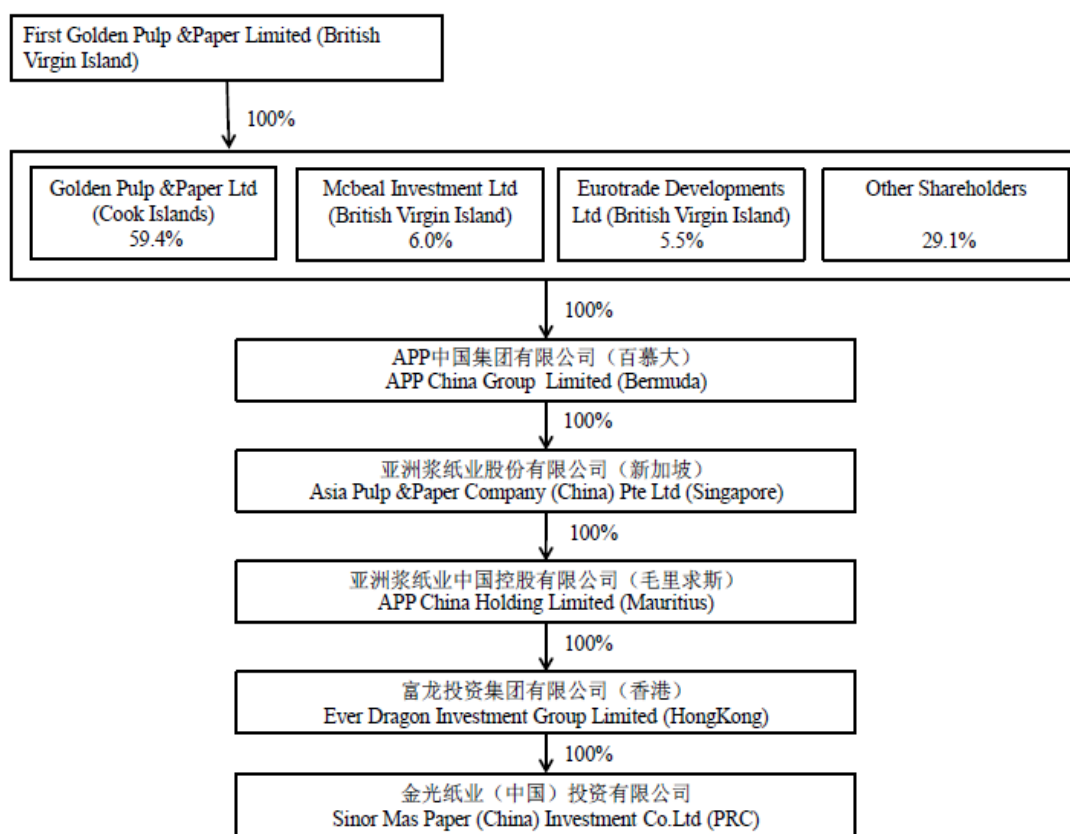 First Golden Pulp &Paper Limited (British
Virgin Island)
100%
Golden Pulp &Paper Ltd
(Cook Islands)
59.4%
Mcbeal Investment Ltd
(British Virgin Island)
6.0%
Eurotrade Developments
Ltd (British Virgin Island)
5.5%
Other Shareholders
29.1%
100%
APP中国集团有限公司（百慕大）
APP China Group Limited (Bermuda)
100%
亚洲浆纸业股份有限公司（新加坡）
Asia Pulp &Paper Company (China) Pte Ltd (Singapore)
100%
亚洲浆纸业中国控股有限公司（毛里求斯）
APP China Holding Limited (Mauritius)
100%
富龙投资集团有限公司（香港）
Ever Dragon Investment Group Limited (HongKong)
100%
金光纸业（中国）投资有限公司
Sinor Mas Paper (China) Investment Co.Ltd (PRC)